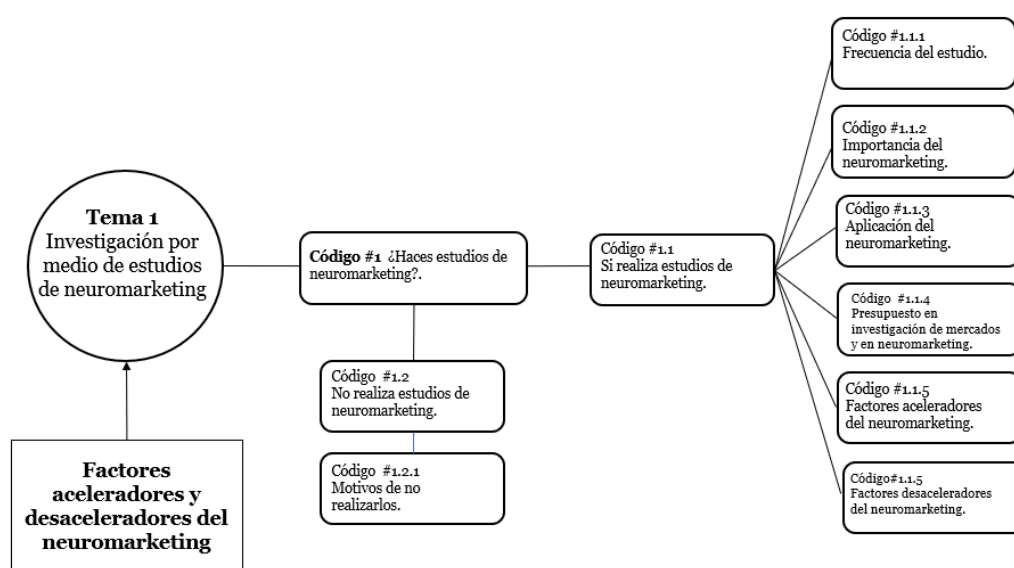 Tema 1
Investigación por
medio de estudios
de neuromarketing
Factores
aceleradores y
desaceleradores del
neuromarketing
Código #1 ¿Haces estudios de
neuromarketing?.
Código #1.2
No realiza estudios de
neuromarketing.
Código #1.2.1
Motivos de no
realizarlos.
Código #1.1
Si realiza estudios de
neuromarketing.
Código #1.1.1
Frecuencia del estudio.
Código #1.1.2
Importancia del
neuromarketing.
Código #1.1.3
Aplicación del
neuromarketing.
Código #1.1.4
Presupuesto en
investigación de mercados
y en neuromarketing.
Código #1.1.5
Factores aceleradores
del neuromarketing.
Código#1.1.5
Factores desaceleradores
del neuromarketing.